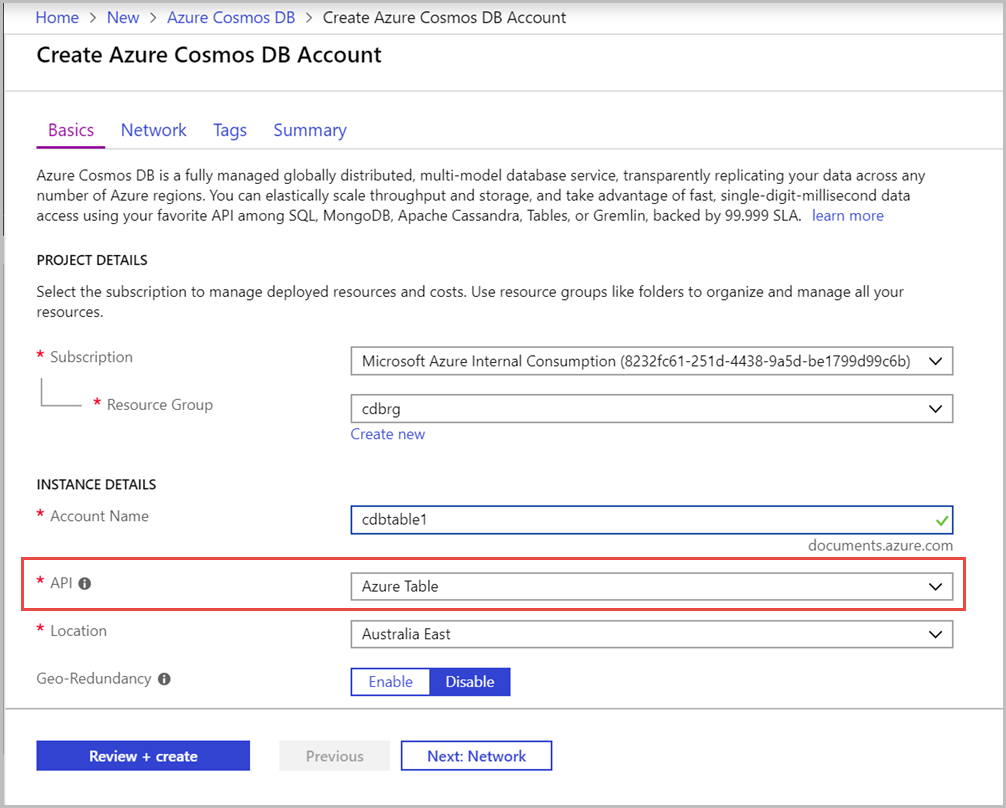 Home > New > Azure Cosmos DB > Create Azure Cosmos DB Account
Create Azure Cosmos DB Account
Basics Network Tags Summary
Azure Cosmos DB is a fully managed globally distributed, multi-model database service, transparently replicating your data across any
number of Azure regions. You can elastically scale throughput and storage, and take advantage of fast, single-digit-millisecond data
access using your favorite API among SQL, MongoDB, Apache Cassandra, Tables, or Gremlin, backed by 99.999 SLA. learn more
PROJECT DETAILS
Select the subscription to manage deployed resources and costs. Use resource groups like folders to organize and manage all your
resources.
* Subscription Microsoft Azure Internal Consumption (8232fc61-251d-4438-9a5d-be1799d99c6b)
* Resource Group cdbrg
Create new
INSTANCE DETAILS
* Account Name cdbtable1
documents.azure.com
* API Azure Table
* Location Australia East
Geo-Redundancy Enable Disable
Review + create Previous Next: Network